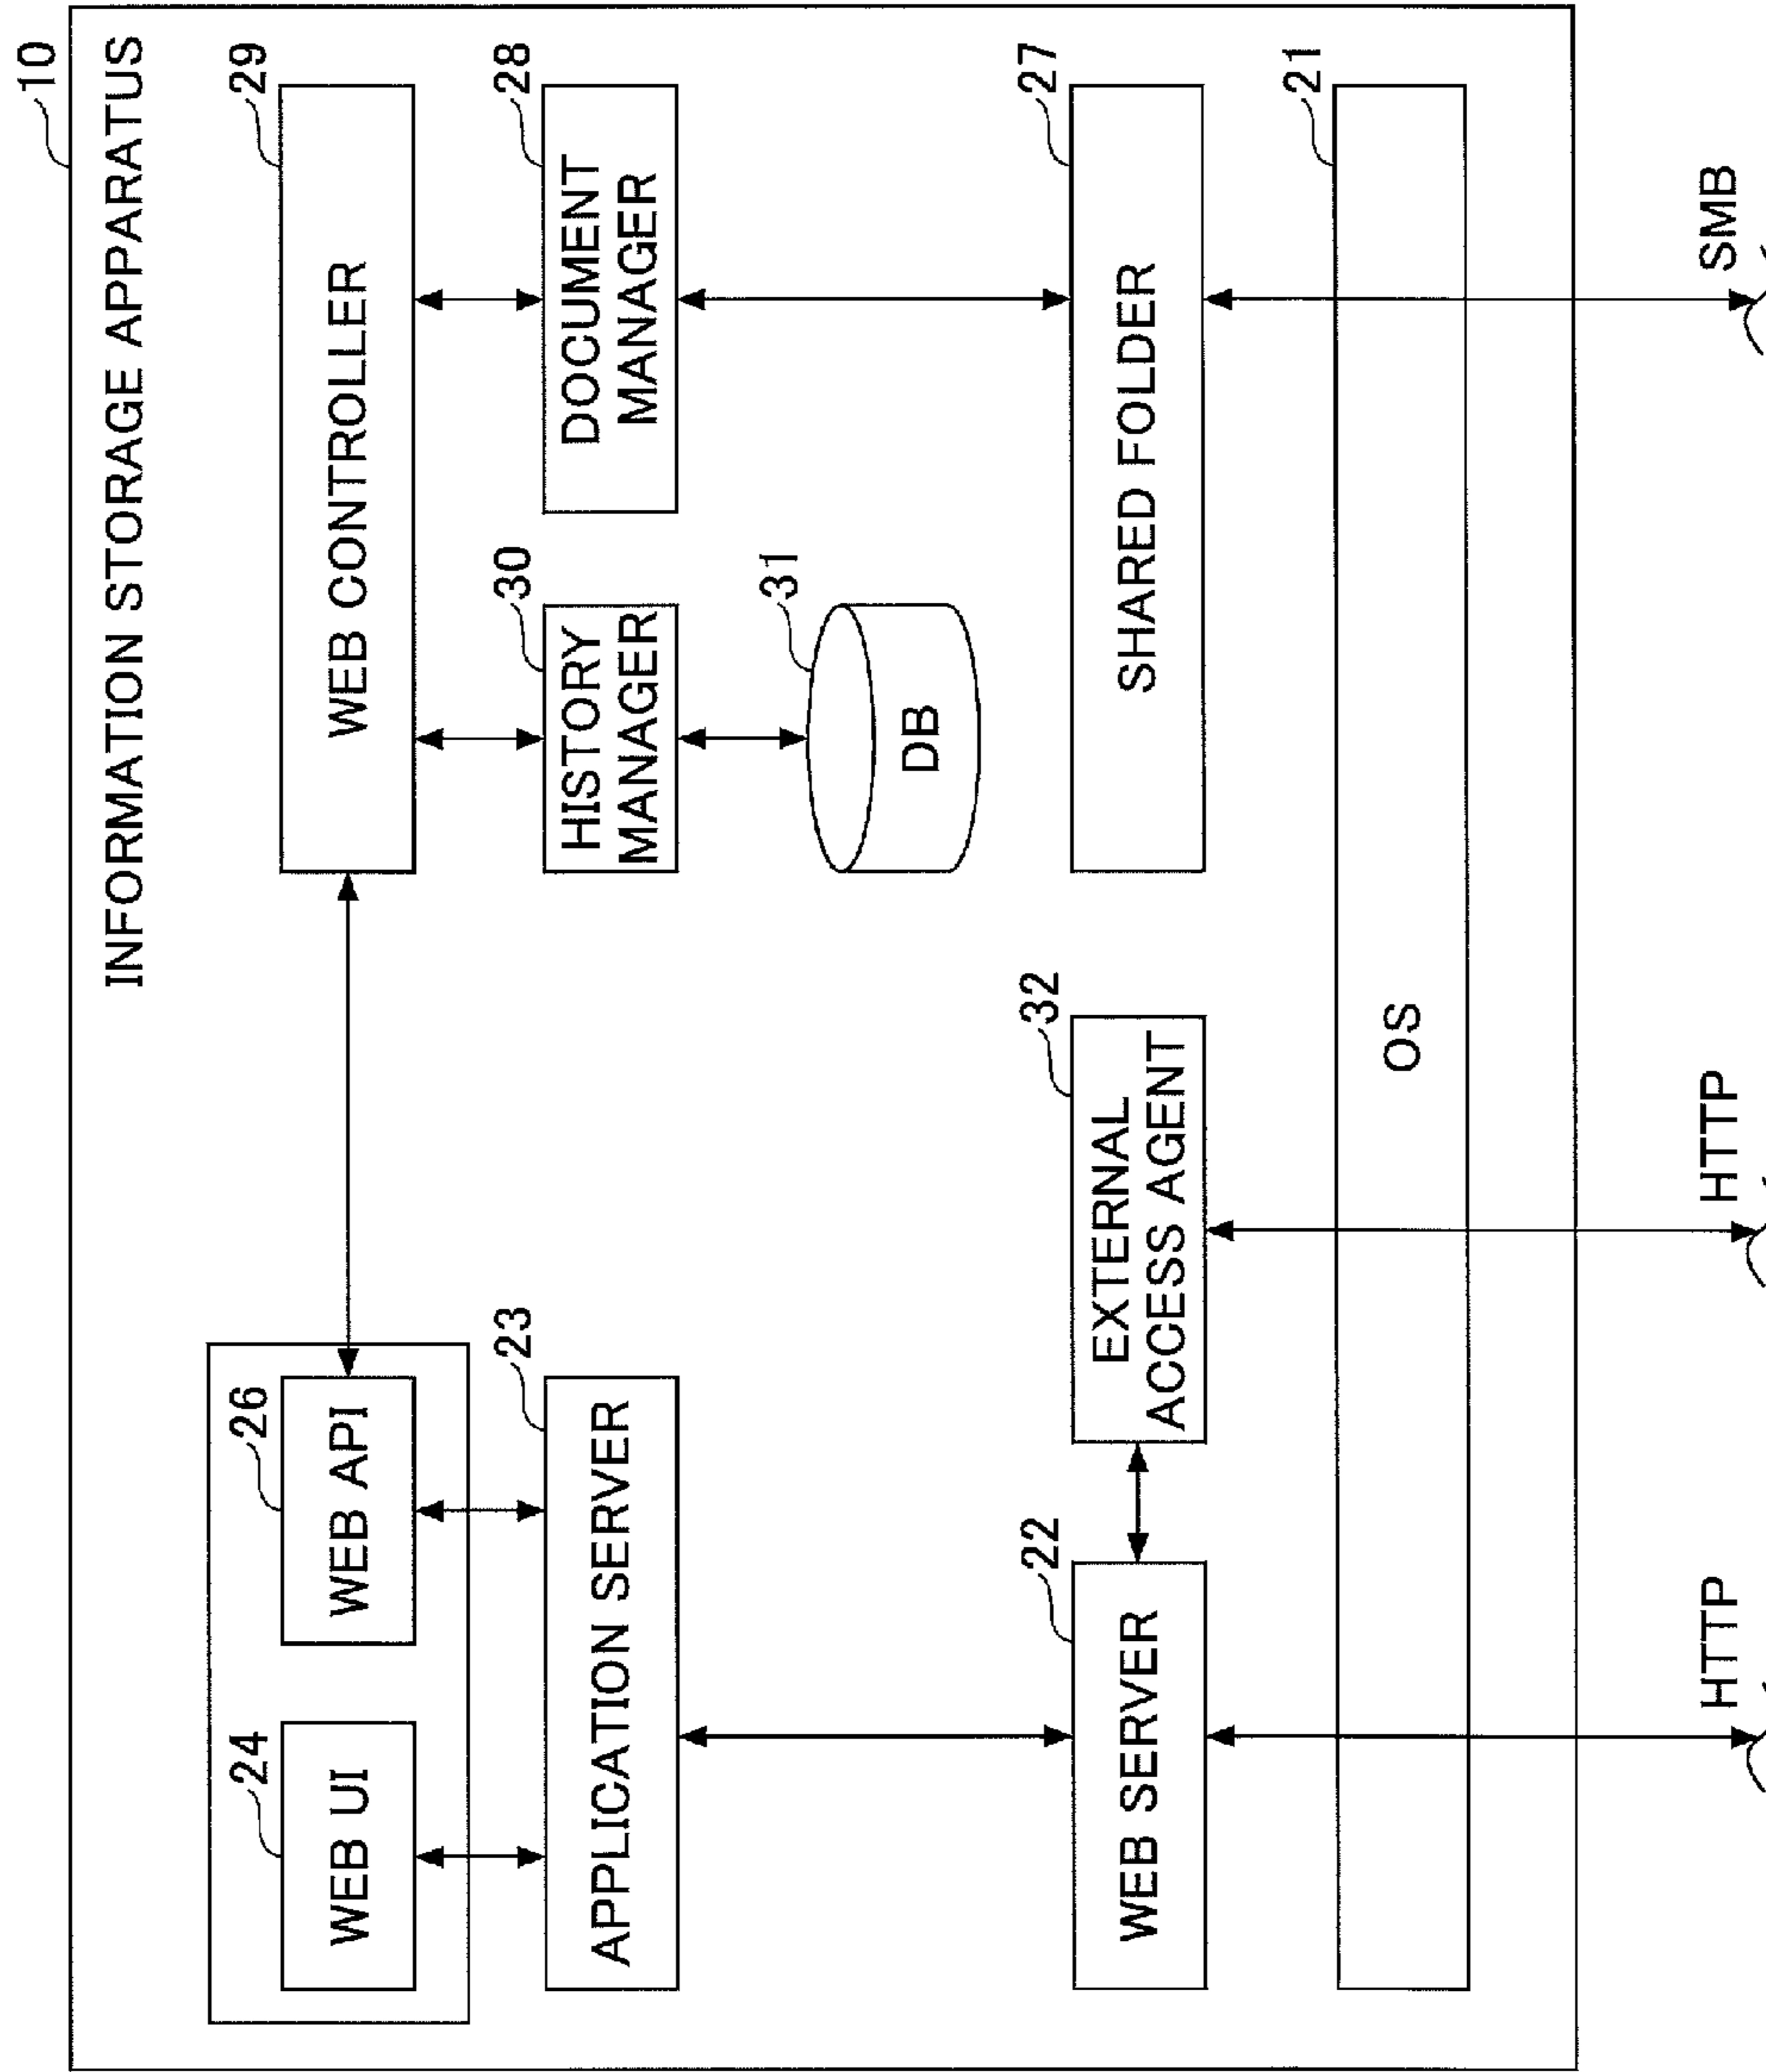 10
INFORMATION STORAGE APPARATUS
24
WEB UI
26
WEB API
29
WEB CONTROLLER
23
APPLICATION SERVER
30
HISTORY
MANAGER
28
DOCUMENT
MANAGER
31
DB
22
WEB SERVER
32
EXTERNAL
ACCESS AGENT
27
SHARED FOLDER
21
OS
HTTP
HTTP
SMB